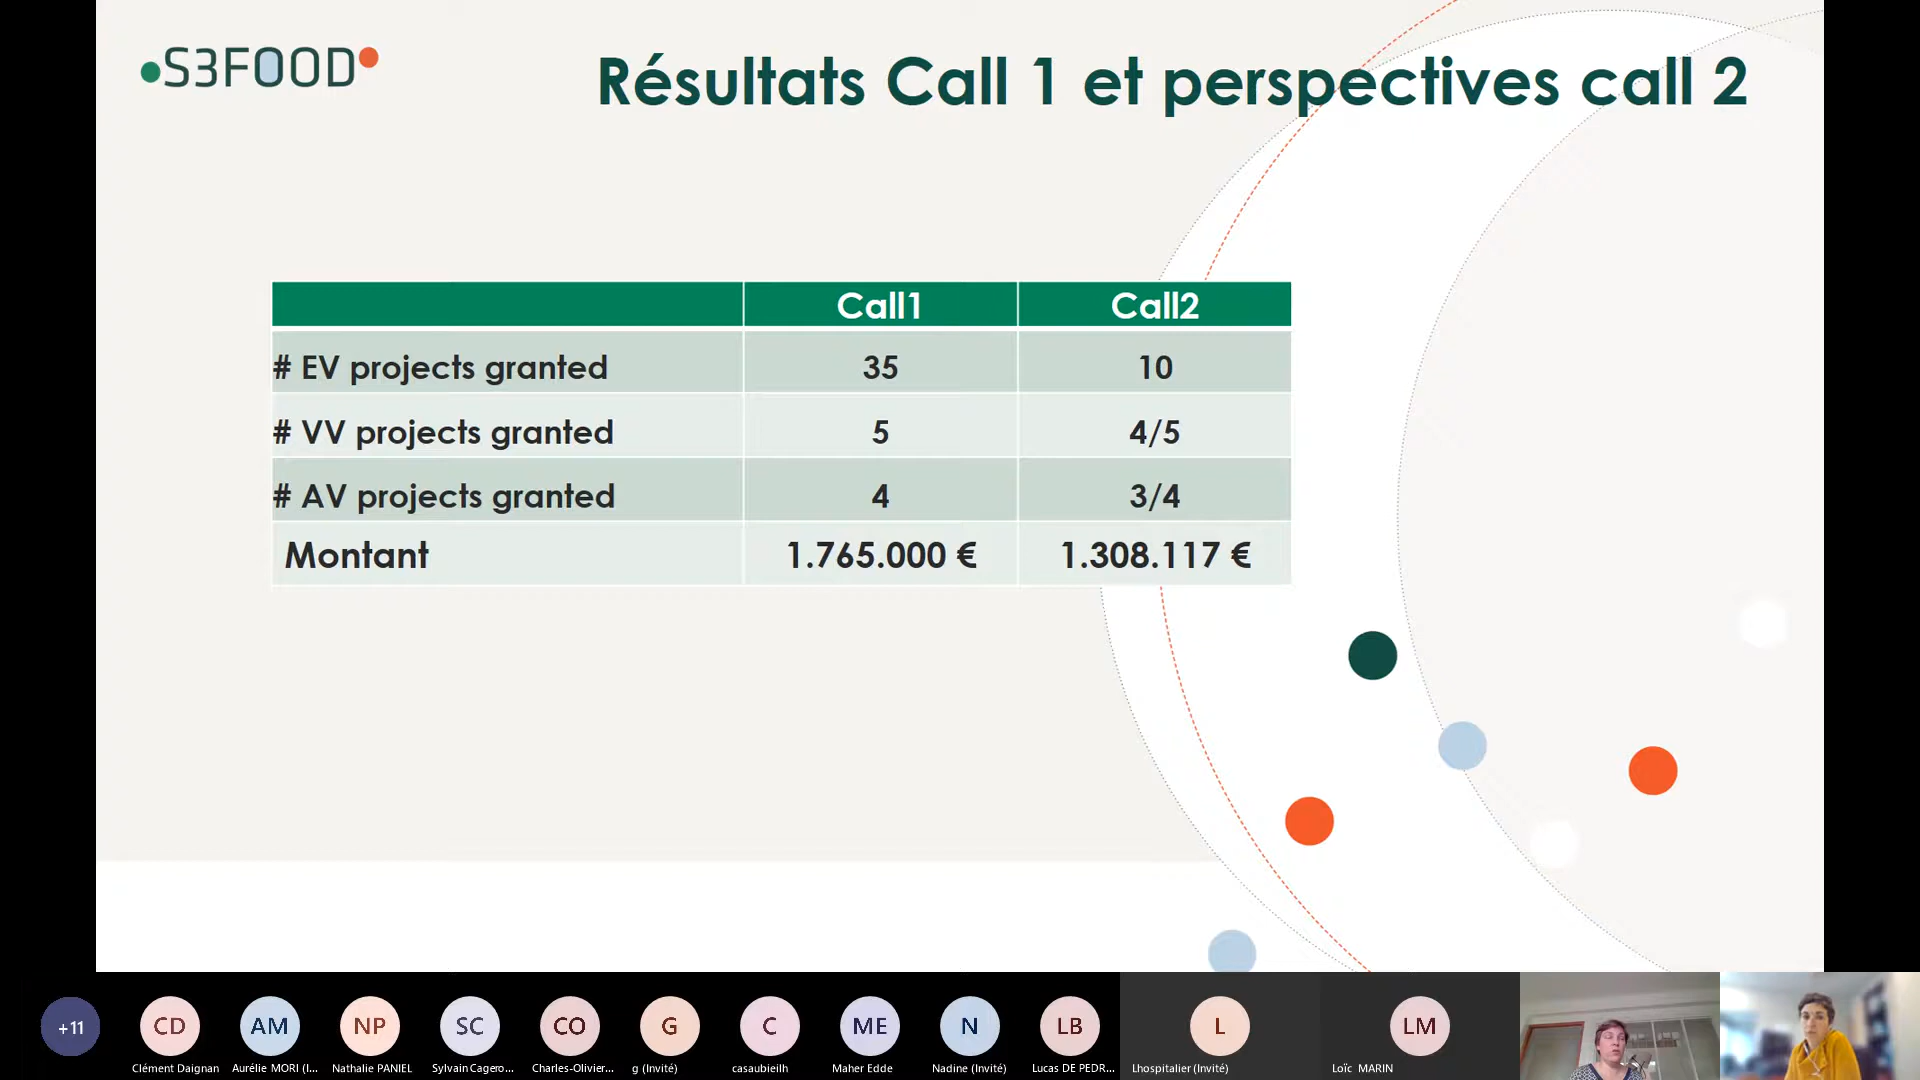 S3FOOD
Résultats Call 1 et perspectives call 2
Call1 Call2
# EV projects granted 35 10
# VV projects granted 5 4/5
# AV projects granted 4 3/4
Montant 1.765.000 € 1.308.117 €
+11 CD AM NP SC CO G C ME N LB L LM
Clément Daignan Aurélie MORI (I... Nathalie PANIEL Sylvain Cagero... Charles-Olivier... g (Invité) casaubieilh Maher Edde Nadine (Invité) Lucas DE PEDR... Lhospitalier (Invité) Loïc MARIN